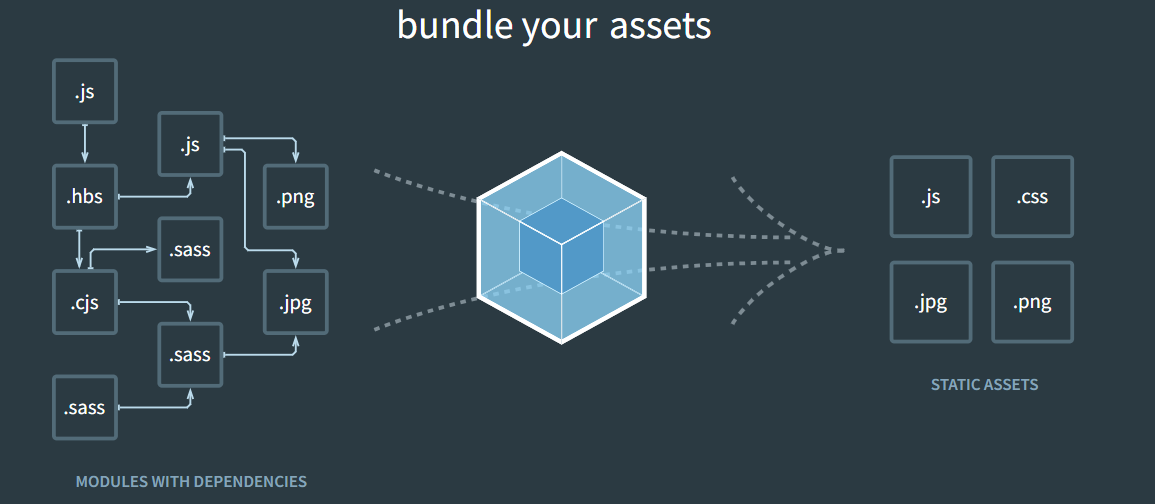 bundle your assets
.js
.js
.hbs
.png
.sass
.cjs
.jpg
.sass
.sass
MODULES WITH DEPENDENCIES
.js
.css
.jpg
.png
STATIC ASSETS